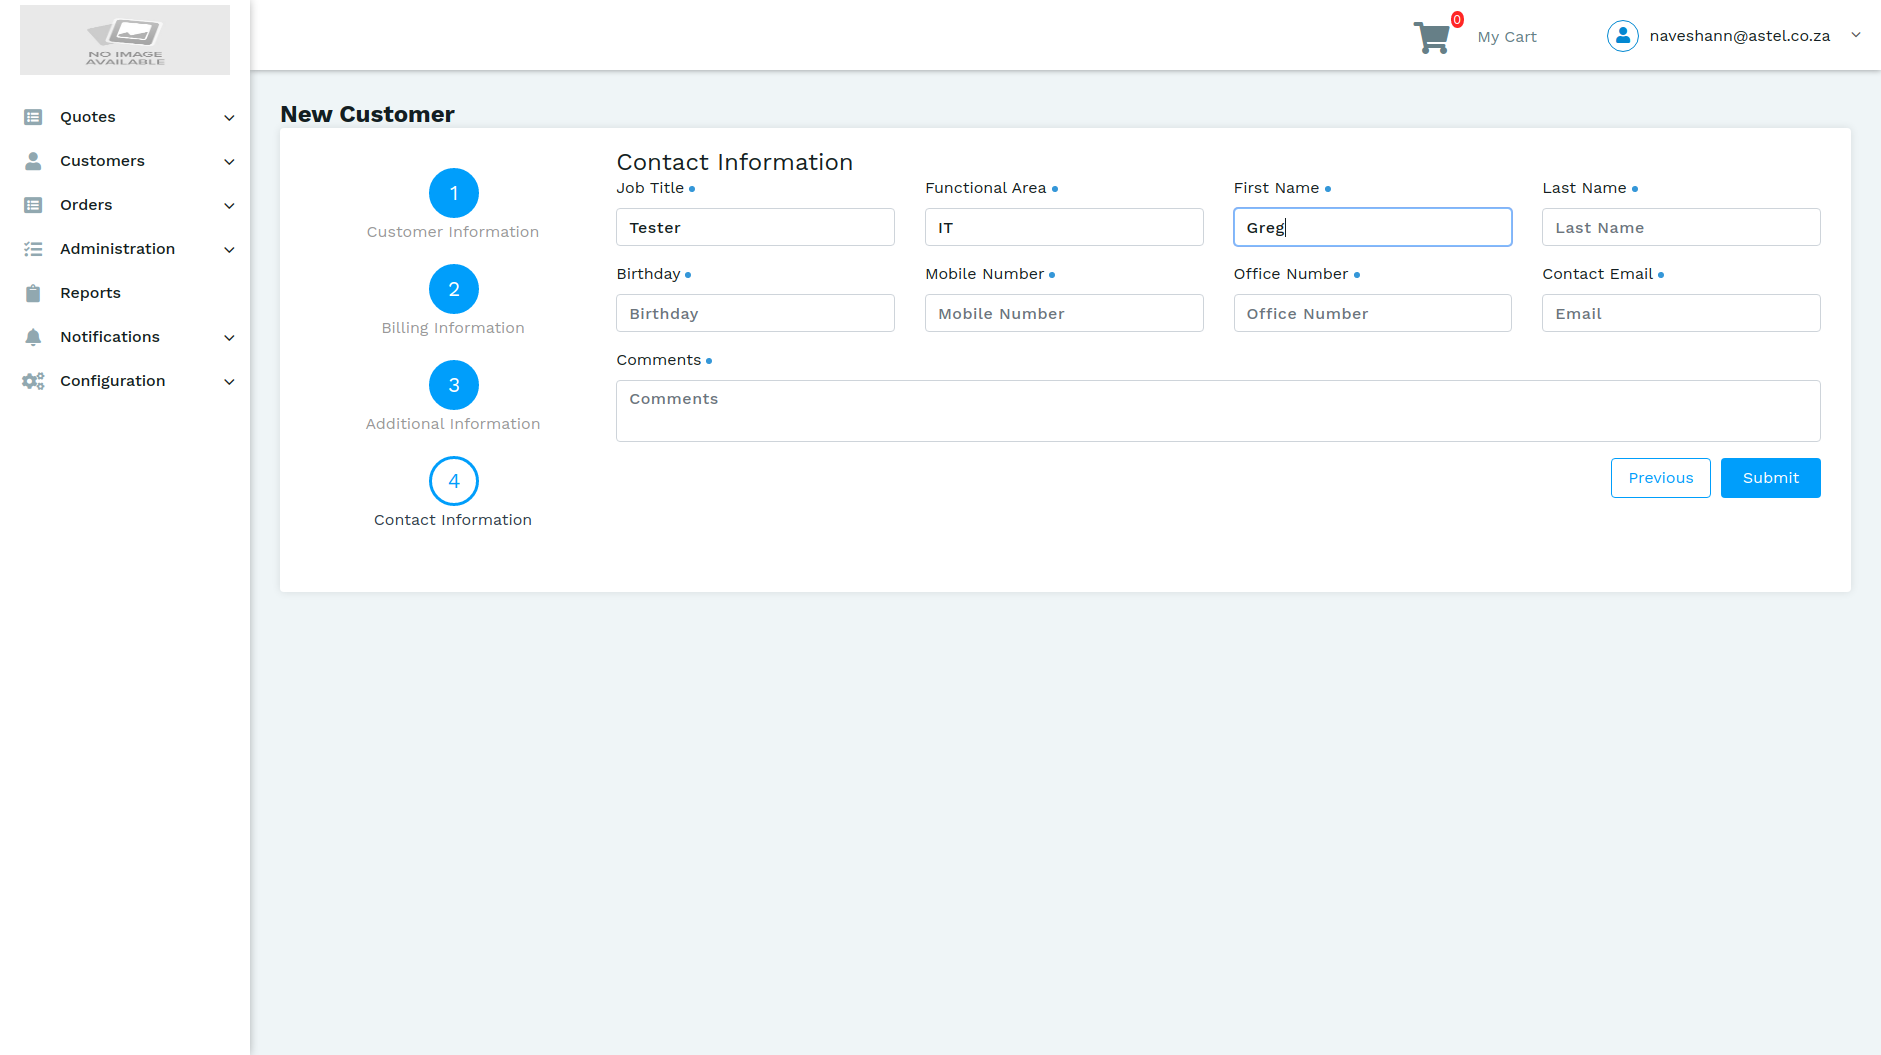 NO IMAGE
AVAILABLE
0
My Cart
naveshann@astel.co.za
Quotes
Customers
Orders
Administration
Reports
Notifications
Configuration
New Customer
1
Customer Information
2
Billing Information
3
Additional Information
4
Contact Information
Contact Information
Job Title
Functional Area
First Name
Last Name
Tester
IT
Greg
Last Name
Birthday
Mobile Number
Office Number
Contact Email
Birthday
Mobile Number
Office Number
Email
Comments
Comments
Previous
Submit